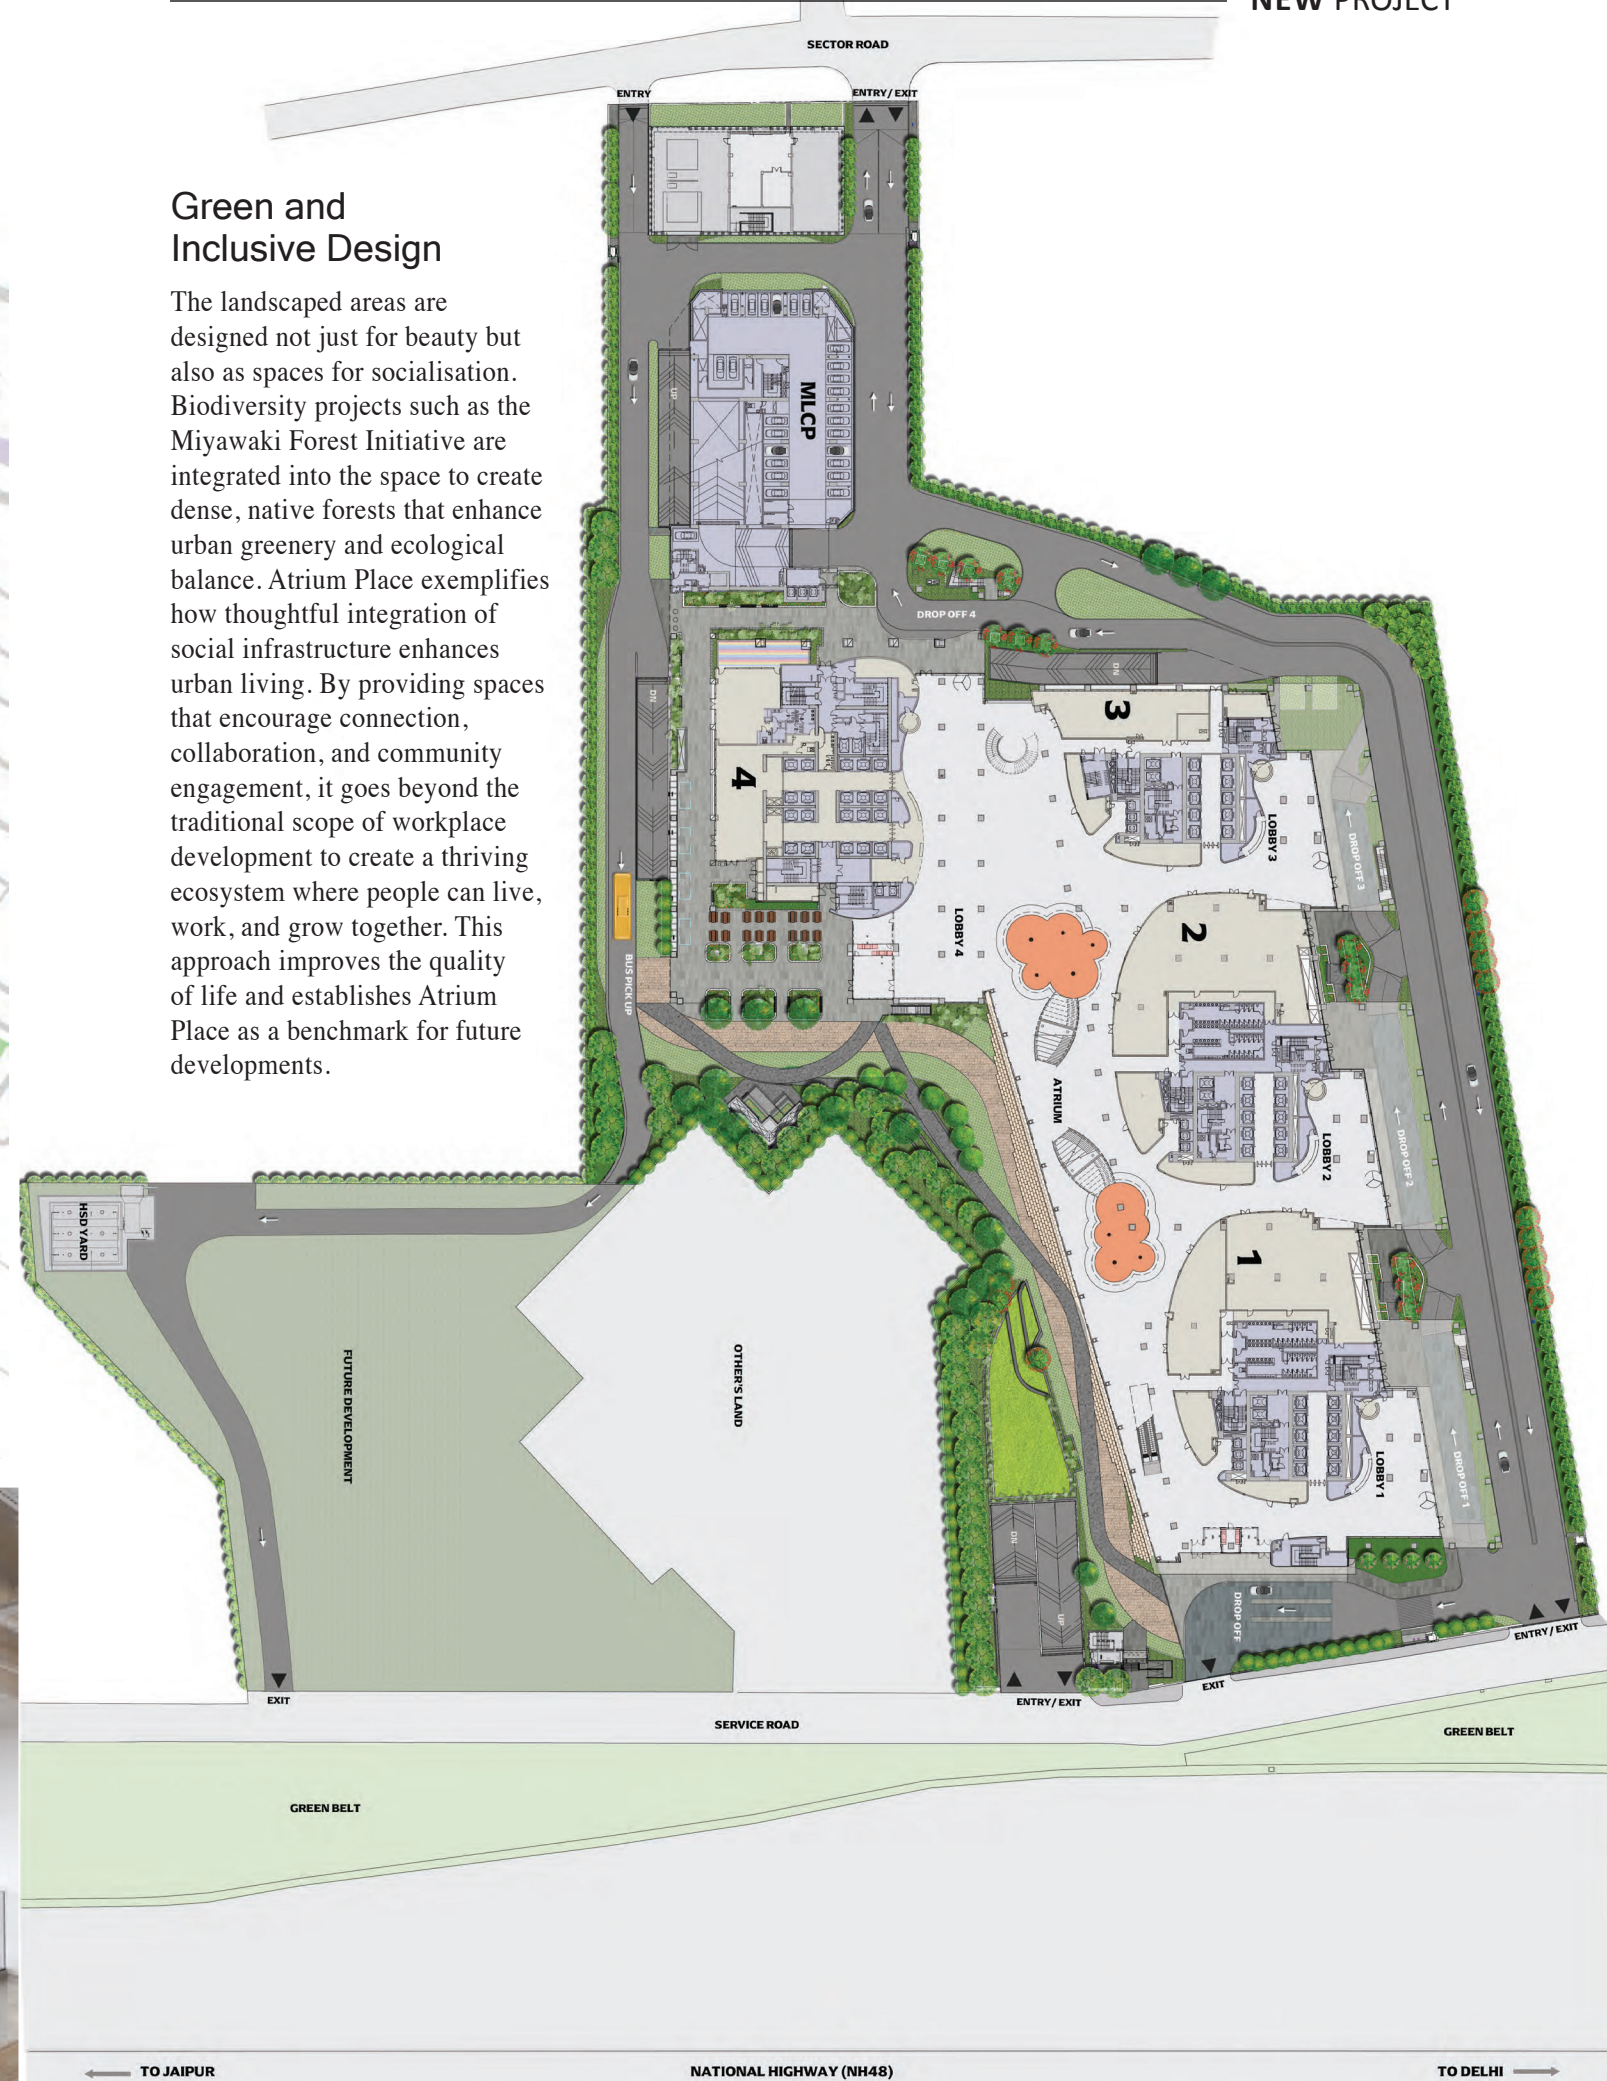 NEW PROJECT
SECTOR ROAD
ENTRY
ENTRY / EXIT
Green and
Inclusive Design
The landscaped areas are
designed not just for beauty but
also as spaces for socialisation.
Biodiversity projects such as the
Miyawaki Forest Initiative are
integrated into the space to create
dense, native forests that enhance
urban greenery and ecological
balance. Atrium Place exemplifies
how thoughtful integration of
social infrastructure enhances
urban living. By providing spaces
that encourage connection,
collaboration, and community
engagement, it goes beyond the
traditional scope of workplace
development to create a thriving
ecosystem where people can live,
work, and grow together. This
approach improves the quality
of life and establishes Atrium
Place as a benchmark for future
developments.
UP
MLCP
DROP OFF 4
DN
DN
3
4
LOBBY 3
DROP OFF 3
2
LOBBY 4
BUS PICK UP
ATRIUM
LOBBY 2
DROP OFF 2
HSD YARD
1
FUTURE DEVELOPMENT
OTHER'S LAND
LOBBY 1
DROP OFF 1
DN
UP
DROP OFF
ENTRY / EXIT
EXIT
EXIT
ENTRY / EXIT
SERVICE ROAD
GREEN BELT
GREEN BELT
TO JAIPUR
NATIONAL HIGHWAY (NH48)
TO DELHI